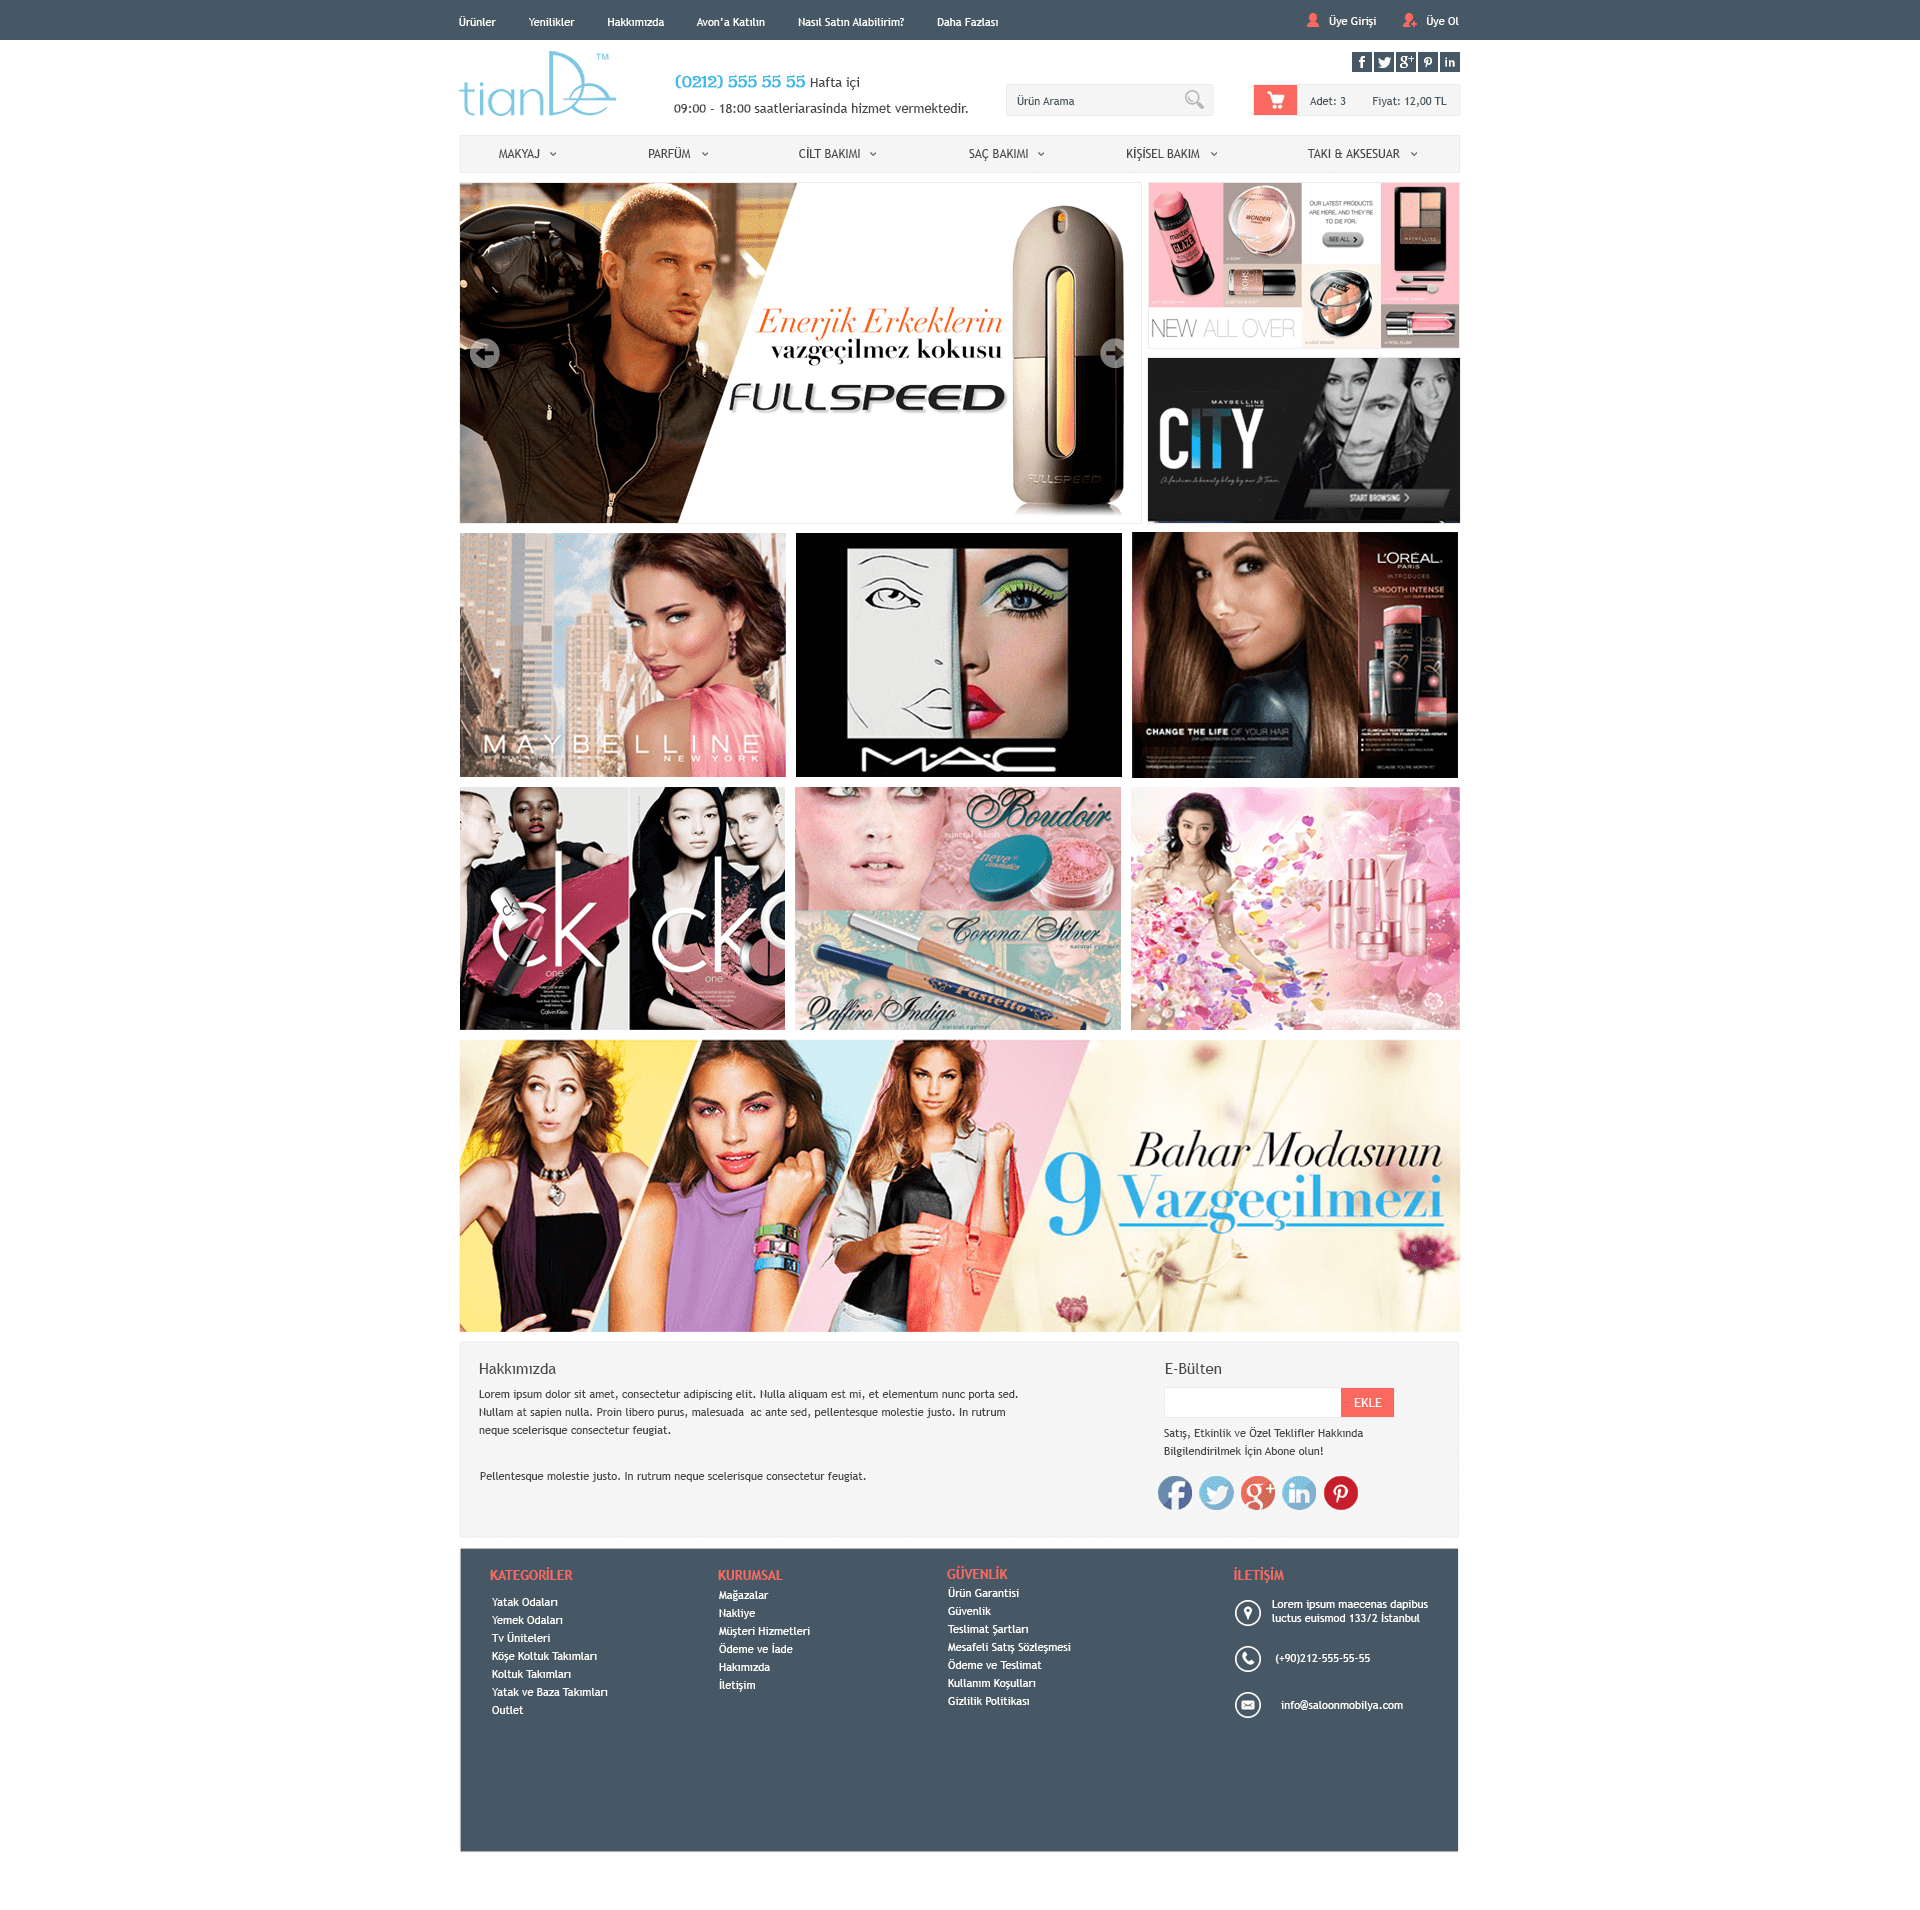 Ürünler
Yenilikler
Hakkımızda
Avon'a Katılın
Nasıl Satın Alabilirim?
Daha Fazlası
Üye Girişi
Üye Ol
tianDe™
(0212) 555 55 55 Hafta içi
09:00 - 18:00 saatleriarasinda hizmet vermektedir.
Ürün Arama
Adet: 3
Fiyat: 12,00 TL
MAKYAJ
PARFÜM
CİLT BAKIMI
SAÇ BAKIMI
KİŞİSEL BAKIM
TAKI & AKSESUAR
Enerjik Erkeklerin
vazgeçilmez kokusu
FULLSPEED
FULLSPEED
master
GLAZE
WONDER
OUR LATEST PRODUCTS
ARE HERE, AND THEY'RE
TO DIE FOR.
SEE ALL
NEW ALL OVER
MAYBELLINE
CITY
START BROWSING
MAYBELLINE
NEW YORK
M·A·C
L'ORÉAL
PARIS
INTRODUCES
SMOOTH INTENSE
CHANGE THE LIFE OF YOUR HAIR
ck
one
Calvin Klein
ck
one
Boudoir
mineral blush
neve
cosmetics
Corona/Silver
Pastello
Pastello
Zaffiro/Indigo
Bahar Modasının
9 Vazgeçilmezi
Hakkımızda
Lorem ipsum dolor sit amet, consectetur adipiscing elit. Nulla aliquam est mi, et elementum nunc porta sed.
Nullam at sapien nulla. Proin libero purus, malesuada ac ante sed, pellentesque molestie justo. In rutrum
neque scelerisque consectetur feugiat.
Pellentesque molestie justo. In rutrum neque scelerisque consectetur feugiat.
E-Bülten
EKLE
Satış, Etkinlik ve Özel Teklifler Hakkında
Bilgilendirilmek İçin Abone olun!
KATEGORİLER
Yatak Odaları
Yemek Odaları
Tv Üniteleri
Köşe Koltuk Takımları
Koltuk Takımları
Yatak ve Baza Takımları
Outlet
KURUMSAL
Mağazalar
Nakliye
Müşteri Hizmetleri
Ödeme ve İade
Hakımızda
İletişim
GÜVENLİK
Ürün Garantisi
Güvenlik
Teslimat Şartları
Mesafeli Satış Sözleşmesi
Ödeme ve Teslimat
Kullanım Koşulları
Gizlilik Politikası
İLETİŞİM
Lorem ipsum maecenas dapibus
luctus euismod 133/2 İstanbul
(+90)212-555-55-55
info@saloonmobilya.com